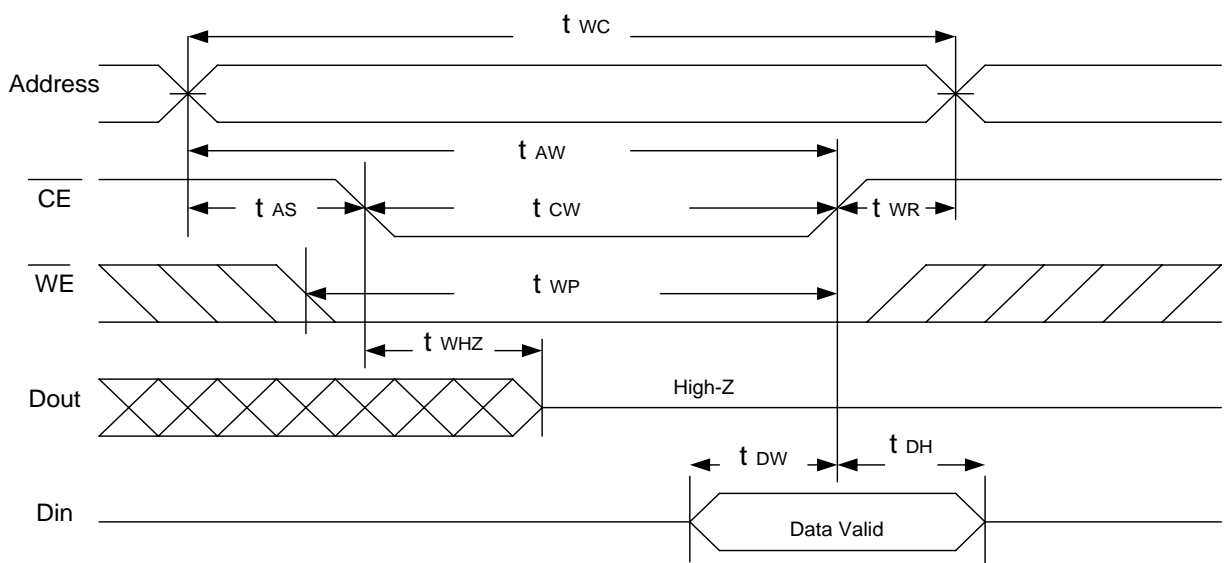 t WC
Address
t AW
CE
t AS
t CW
t WR
WE
t WP
t WHZ
Dout
High-Z
t DW
t DH
Din
Data Valid